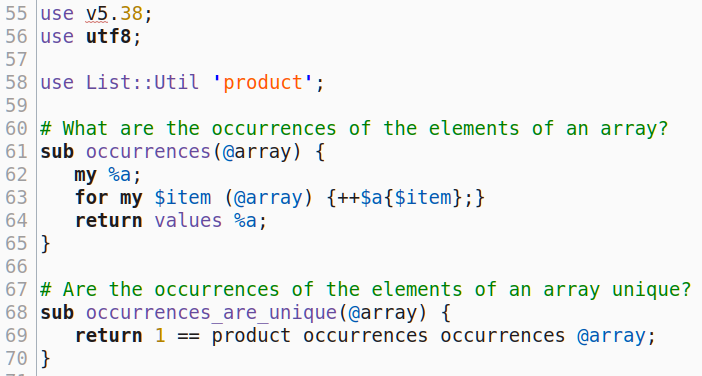 55 use v5.38;
56 use utf8;
57
58 use List::Util 'product';
59
60 # What are the occurrences of the elements of an array?
61 sub occurrences(@array) {
62    my %a;
63    for my $item (@array) {++$a{$item};}
64    return values %a;
65 }
66
67 # Are the occurrences of the elements of an array unique?
68 sub occurrences_are_unique(@array) {
69    return 1 == product occurrences occurrences @array;
70 }